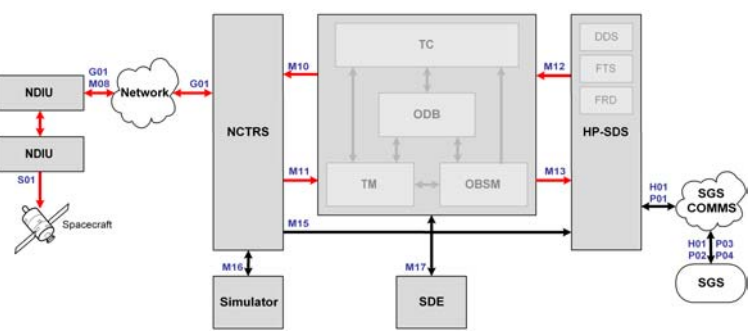 TC
DDS
FTS
FRD
HP-SDS
G01
M08
Network
G01
M10
M12
NDIU
NCTRS
ODB
NDIU
S01
Spacecraft
M11
TM
OBSM
M13
H01
P01
SGS
COMMS
M15
H01 P03
P02 P04
M16
M17
Simulator
SDE
SGS